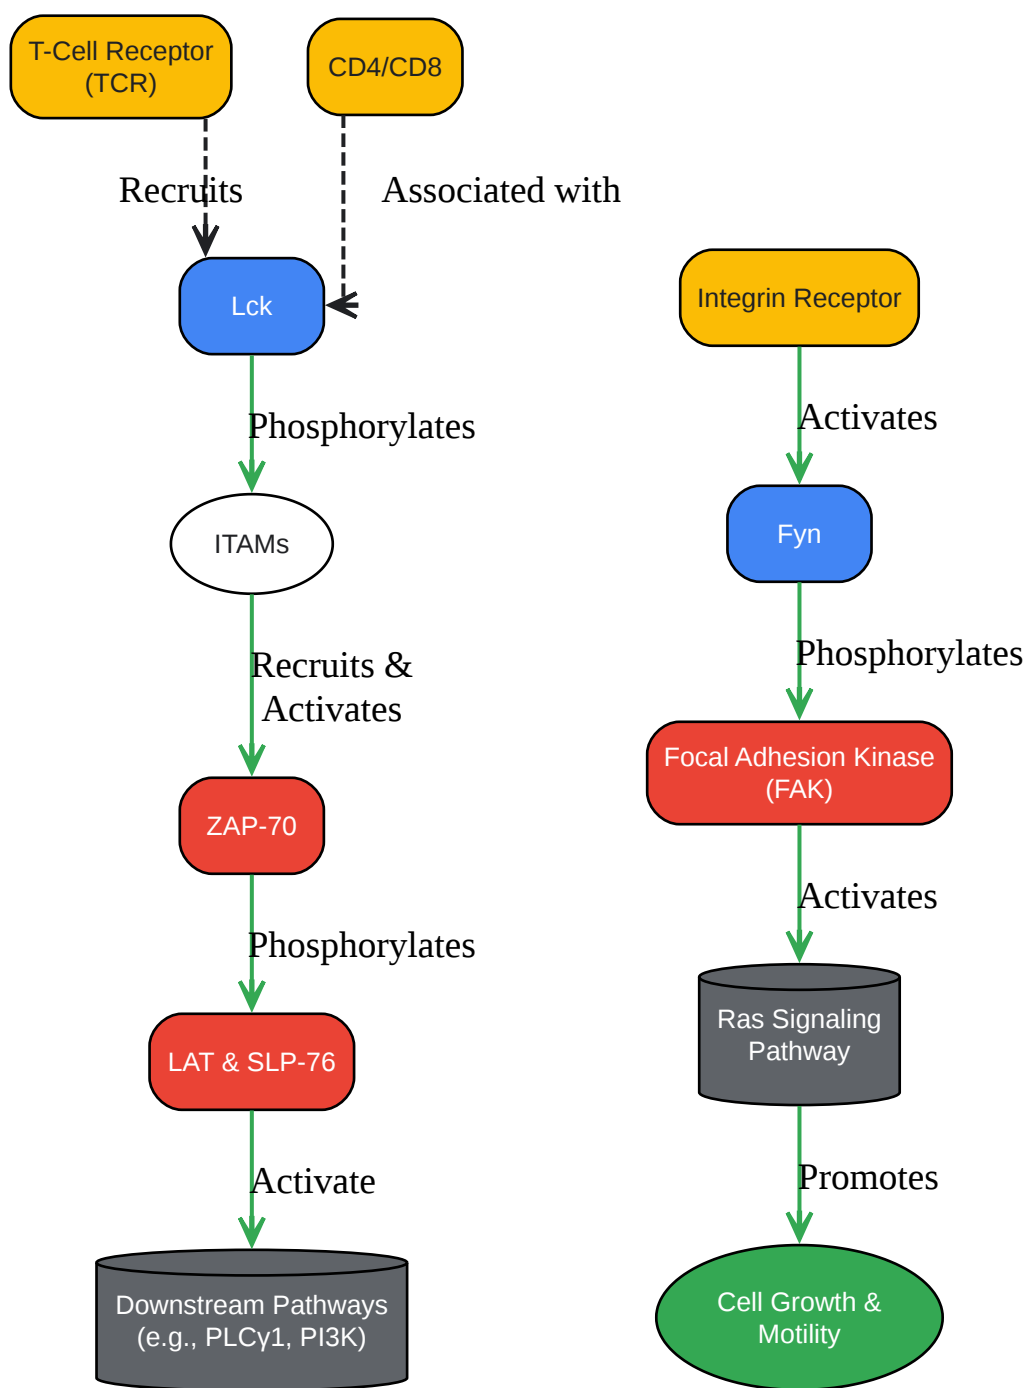 T-Cell Receptor
(TCR)
CD4/CD8
Recruits
Associated with
Lck
Phosphorylates
ITAMs
Recruits &
Activates
ZAP-70
Phosphorylates
LAT & SLP-76
Activate
Downstream Pathways
(e.g., PLCγ1, PI3K)
Integrin Receptor
Activates
Fyn
Phosphorylates
Focal Adhesion Kinase
(FAK)
Activates
Ras Signaling
Pathway
Promotes
Cell Growth &
Motility